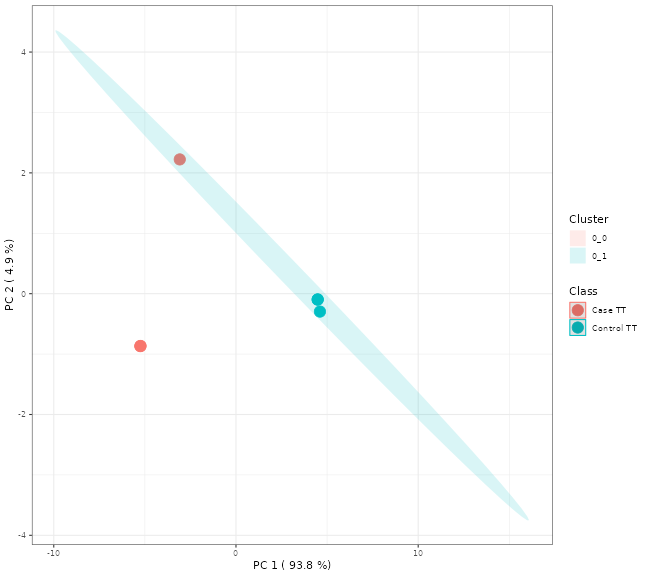 4
2
0
-2
-4
-10
0
10
PC 1 ( 93.8 %)
PC 2 ( 4.9 %)
Cluster
0_0
0_1
Class
Case TT
Control TT